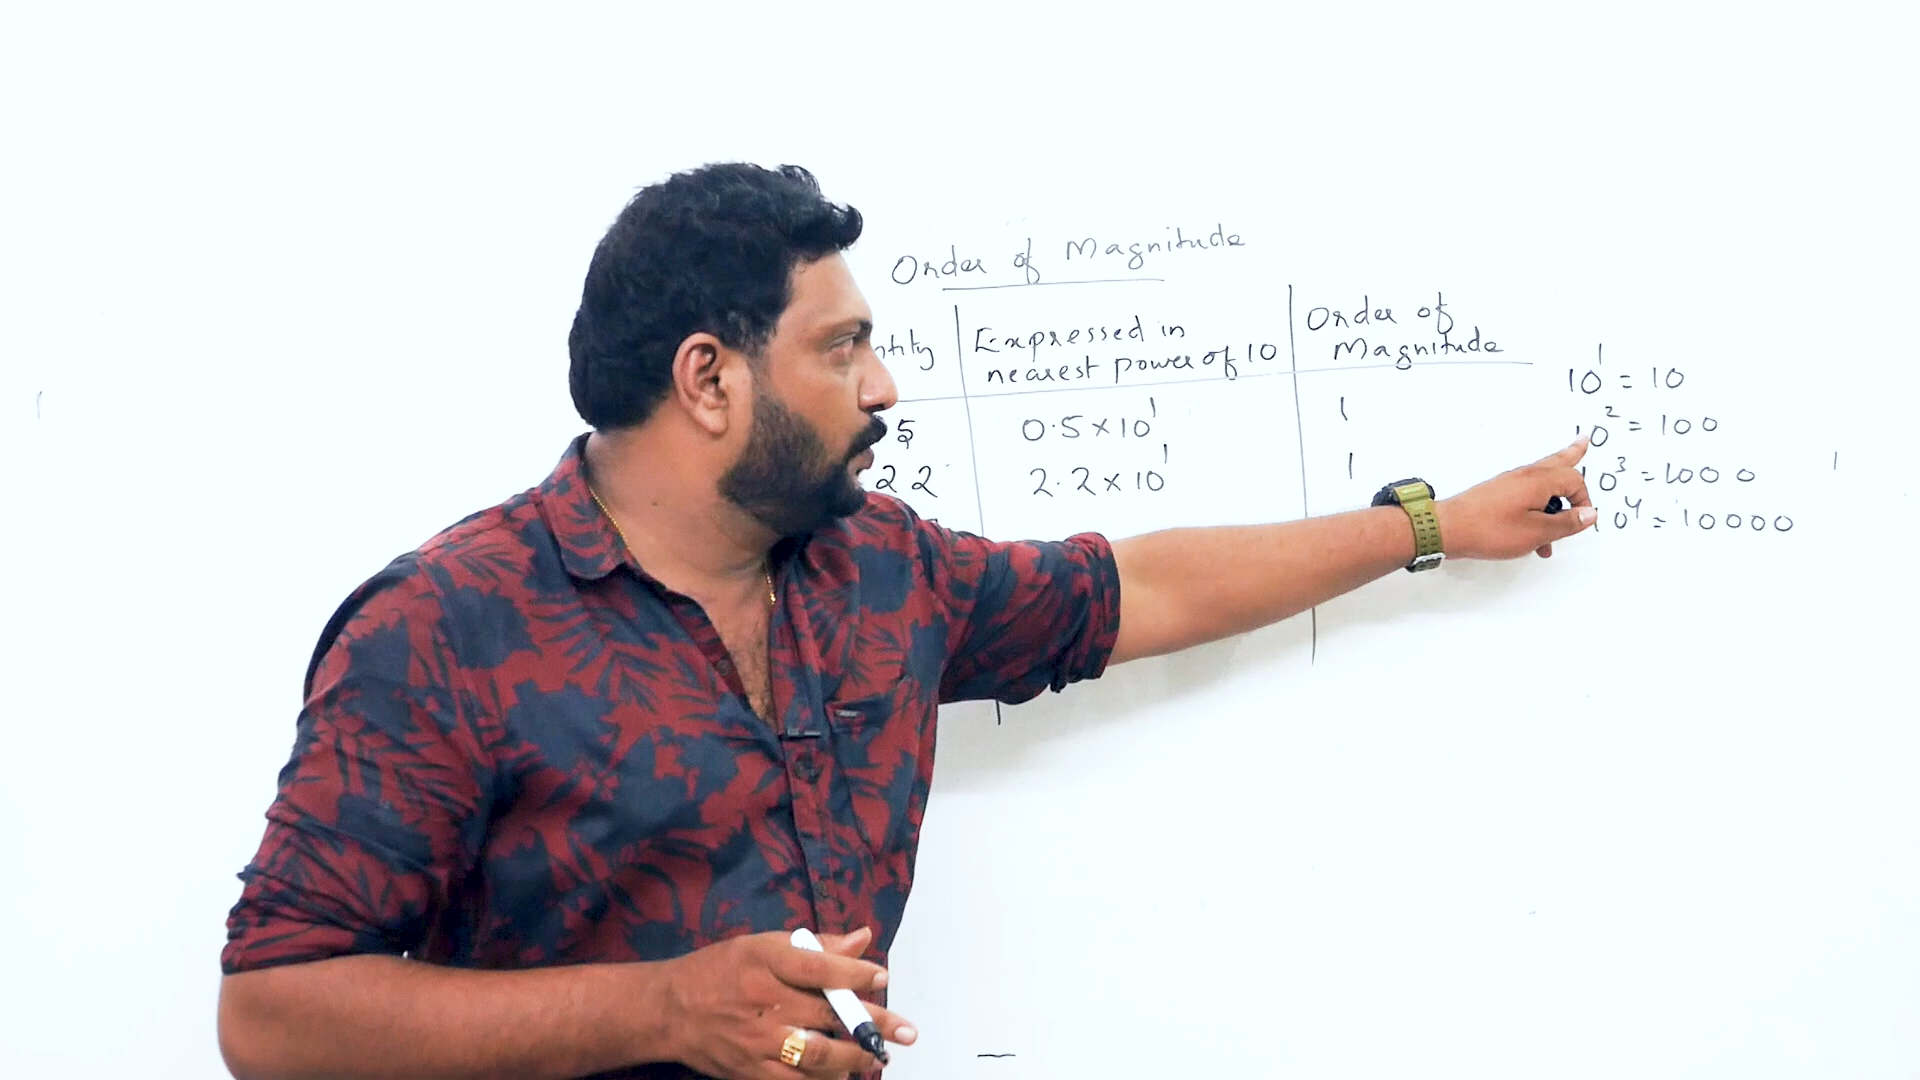 Order of Magnitude
ntity
Expressed in
nearest power of 10
Order of
Magnitude
5
0.5 × 10¹
1
22
2.2 × 10¹
1
10¹ = 10
10² = 100
10³ = 1000
10⁴ = 10000